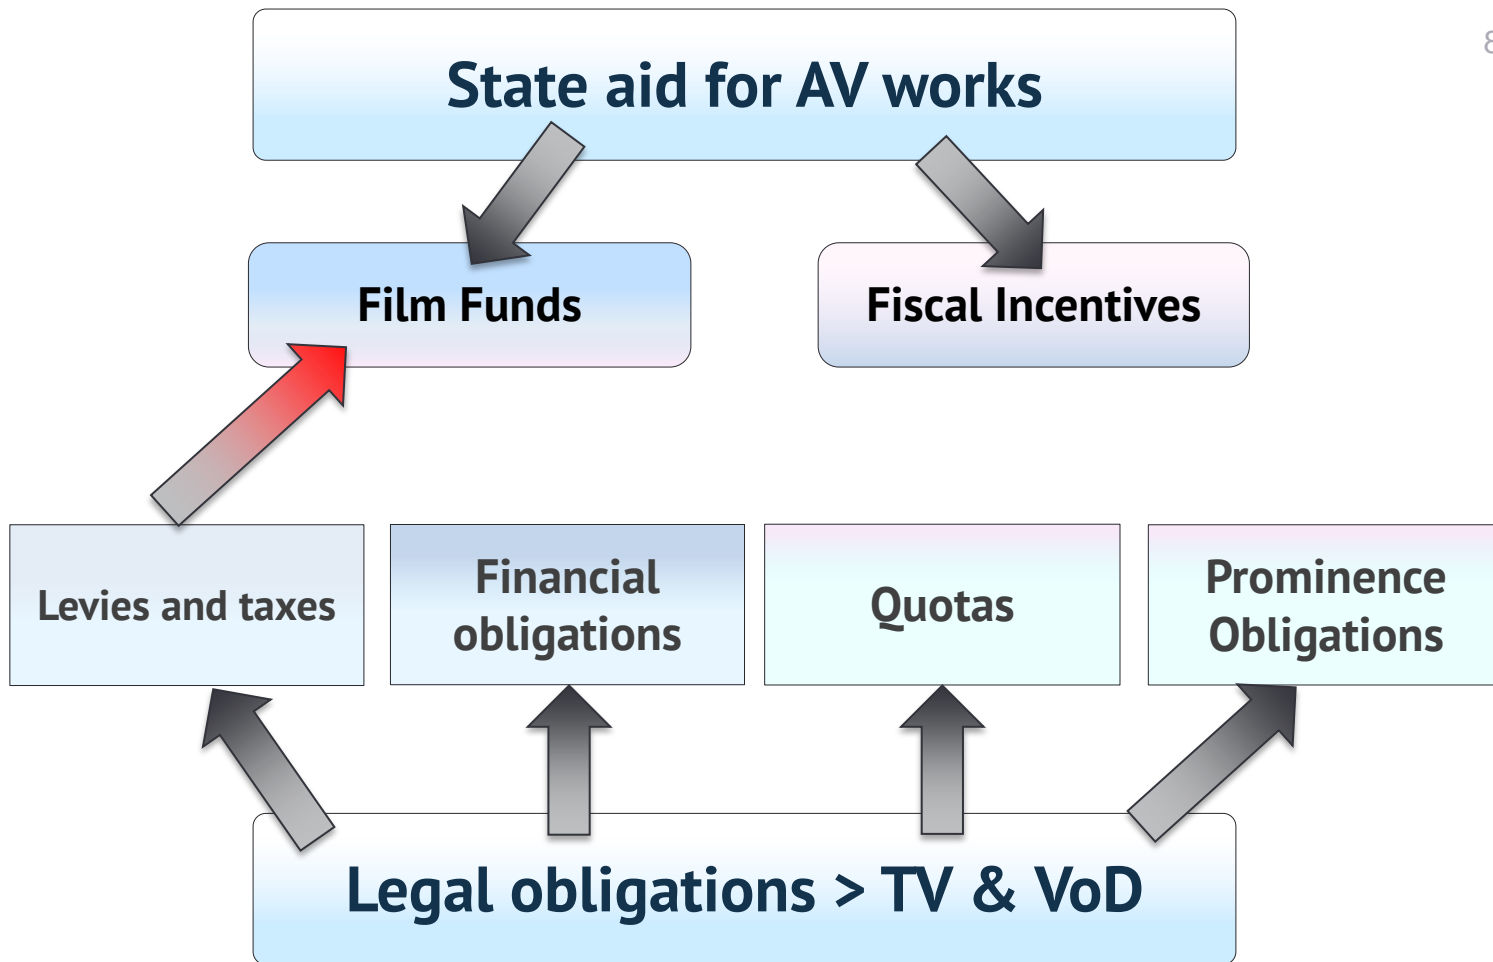 8
State aid for AV works
Film Funds
Fiscal Incentives
Levies and taxes
Financial
obligations
Quotas
Prominence
Obligations
Legal obligations > TV & VoD